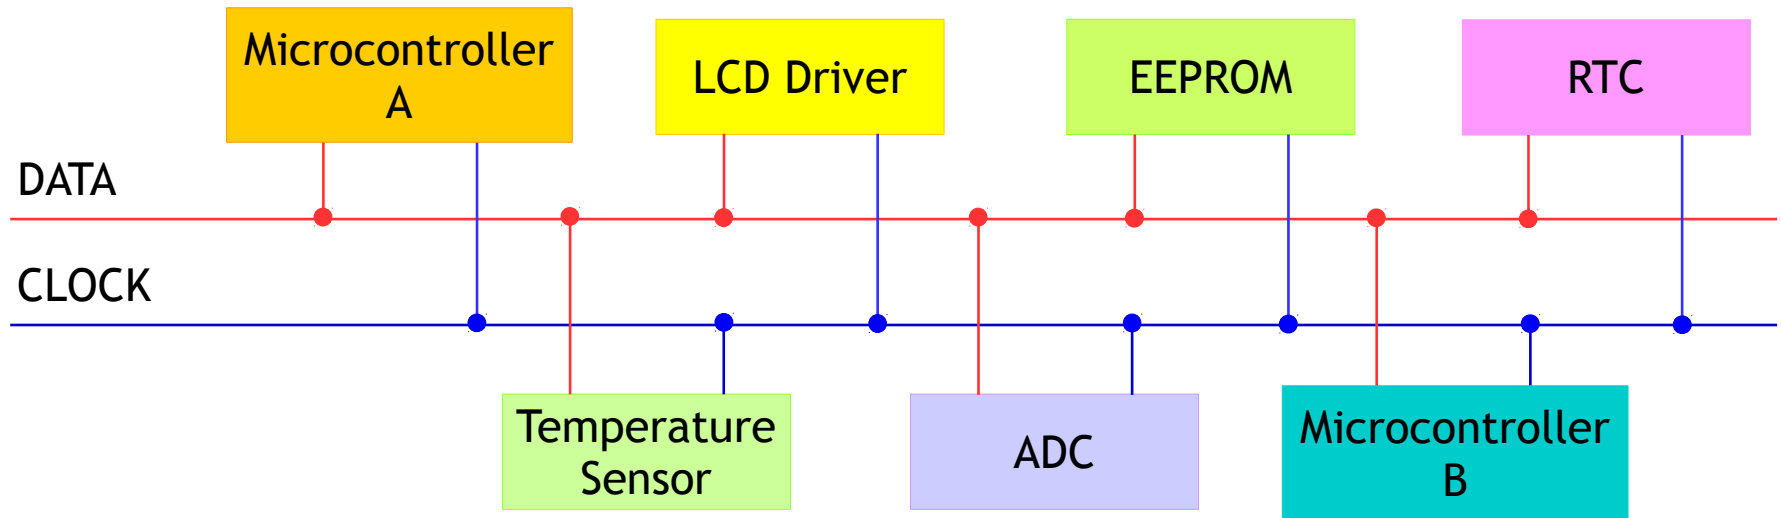 Microcontroller
A
LCD Driver
EEPROM
RTC
DATA
CLOCK
Temperature
Sensor
ADC
Microcontroller
B